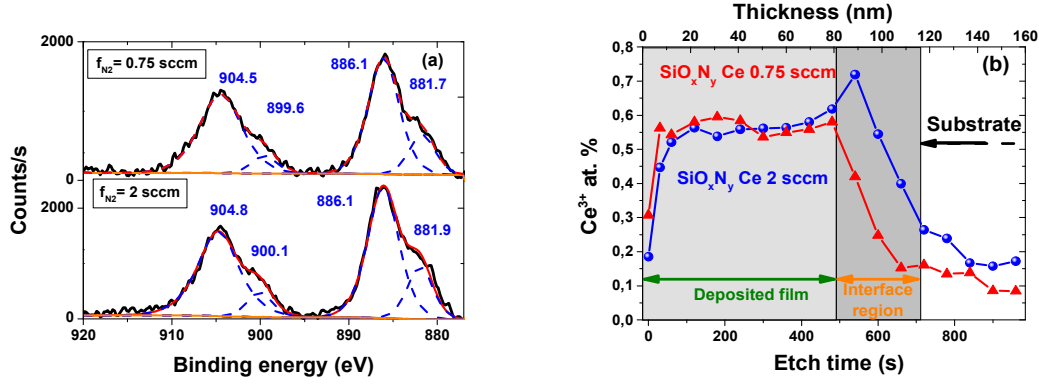 2000
(a)
f_N2 = 0.75 sccm
886.1
904.5
881.7
899.6
0
f_N2 = 2 sccm
886.1
904.8
881.9
2000
900.1
0
920 910 900 890 880
Counts/s
Binding energy (eV)
Thickness (nm)
0 20 40 60 80 100 120 140 160
0,8
0,7
0,6
0,5
0,4
0,3
0,2
0,1
0,0
Ce³⁺ at. %
(b)
SiOₓNᵧ Ce 0.75 sccm
Substrate
SiOₓNᵧ Ce 2 sccm
Deposited film
Interface
region
0 200 400 600 800
Etch time (s)